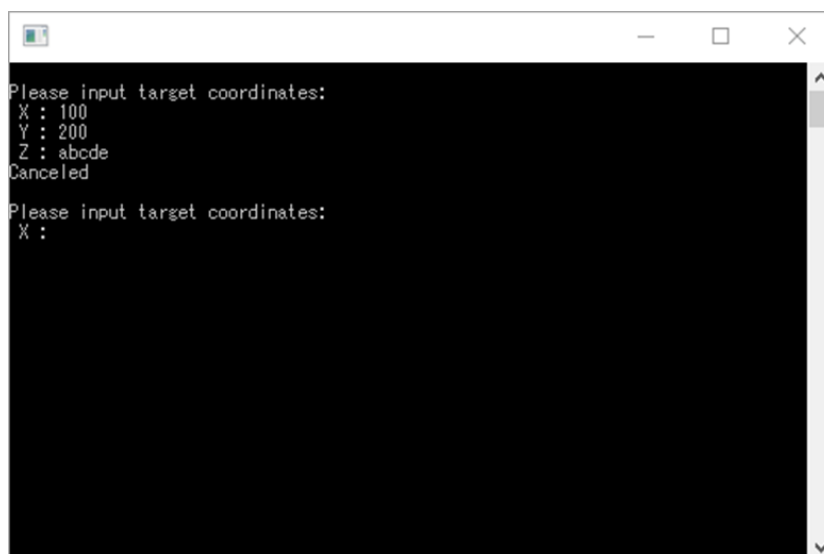 Please input target coordinates:
X : 100
Y : 200
Z : abcde
Canceled
Please input target coordinates:
X :